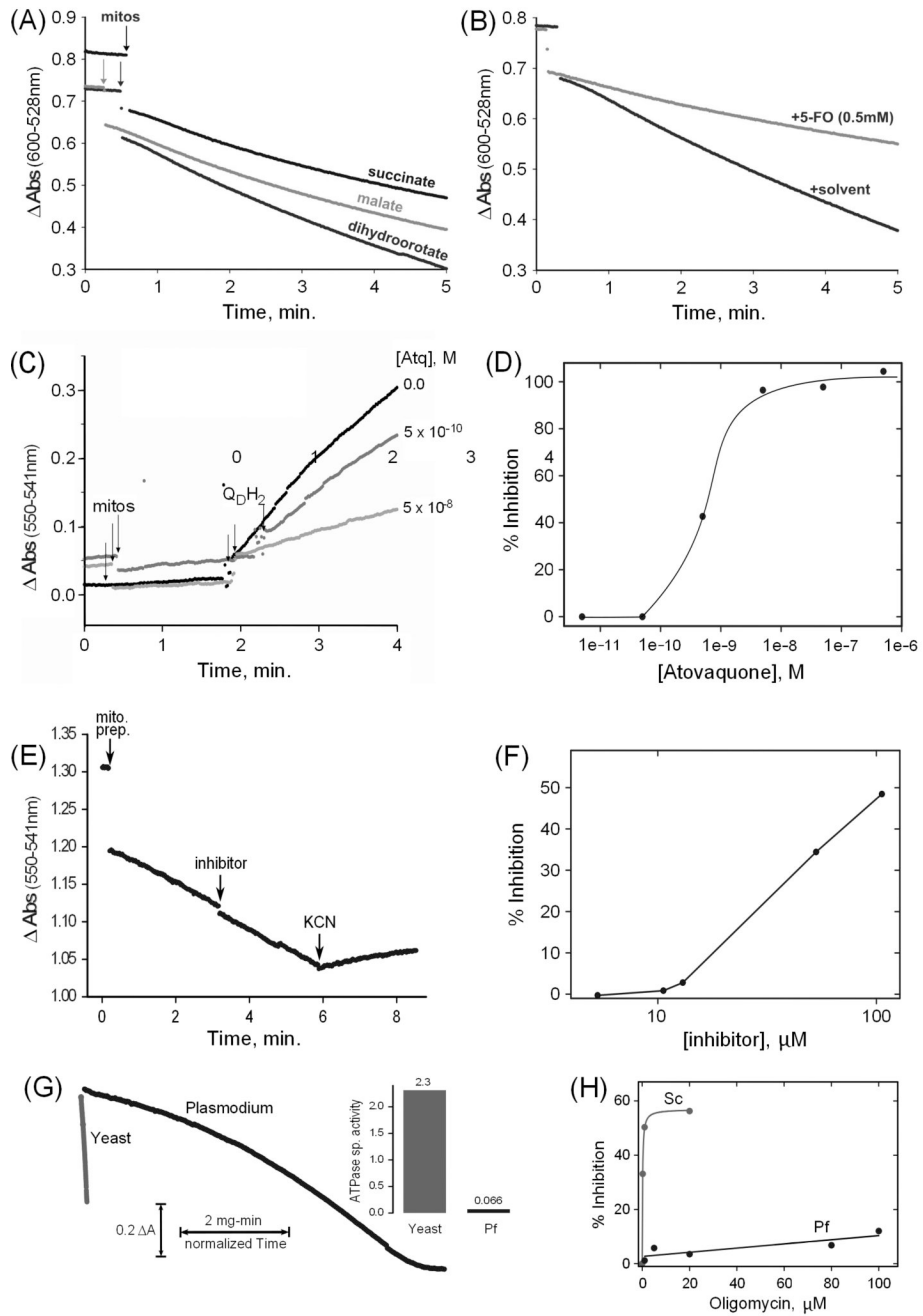 (A)
0.9
0.8
0.7
0.6
0.5
0.4
0.3
Δ Abs (600-528nm)
mitos
succinate
malate
dihydroorotate
0 1 2 3 4 5
Time, min.
(B)
0.8
0.7
0.6
0.5
0.4
0.3
Δ Abs (600-528nm)
+5-FO (0.5mM)
+solvent
0 1 2 3 4 5
Time, min.
(C)
0.3
0.2
0.1
0.0
Δ Abs (550-541nm)
[Atq], M
0.0
5 x 10-10
5 x 10-8
0 1 2 3 4
mitos
QDH2
0 1 2 3 4
Time, min.
(D)
100
80
60
40
20
0
% Inhibition
1e-11 1e-10 1e-9 1e-8 1e-7 1e-6
[Atovaquone], M
(E)
1.35
1.30
1.25
1.20
1.15
1.10
1.05
1.00
Δ Abs (550-541nm)
mito.
prep.
inhibitor
KCN
0 2 4 6 8
Time, min.
(F)
50
40
30
20
10
0
% Inhibition
10 100
[inhibitor], μM
(G)
Plasmodium
Yeast
0.2 ΔA
2 mg-min
normalized Time
ATPase sp. activity
2.0
1.5
1.0
0.5
0.0
2.3
0.066
Yeast Pf
(H)
60
40
20
0
% Inhibition
Sc
Pf
0 20 40 60 80 100
Oligomycin, μM